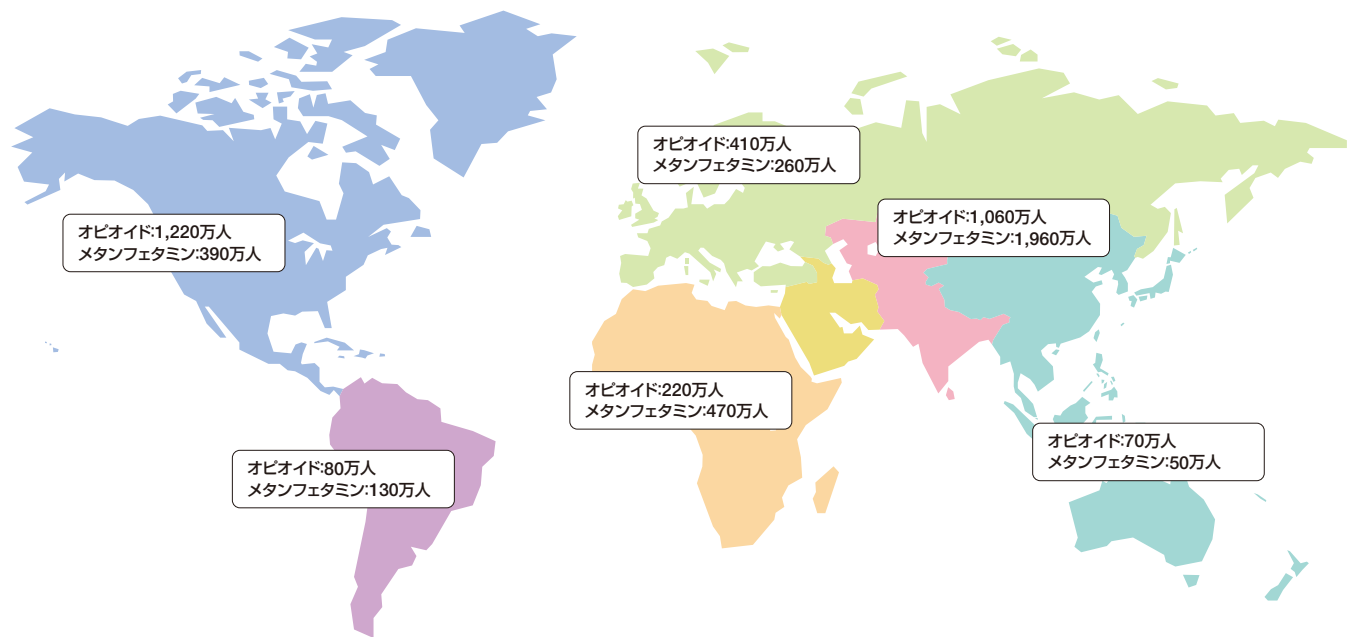 オピオイド:410万人
メタンフェタミン:260万人
オピオイド:1,220万人
メタンフェタミン:390万人
オピオイド:1,060万人
メタンフェタミン:1,960万人
オピオイド:220万人
メタンフェタミン:470万人
オピオイド:80万人
メタンフェタミン:130万人
オピオイド:70万人
メタンフェタミン:50万人